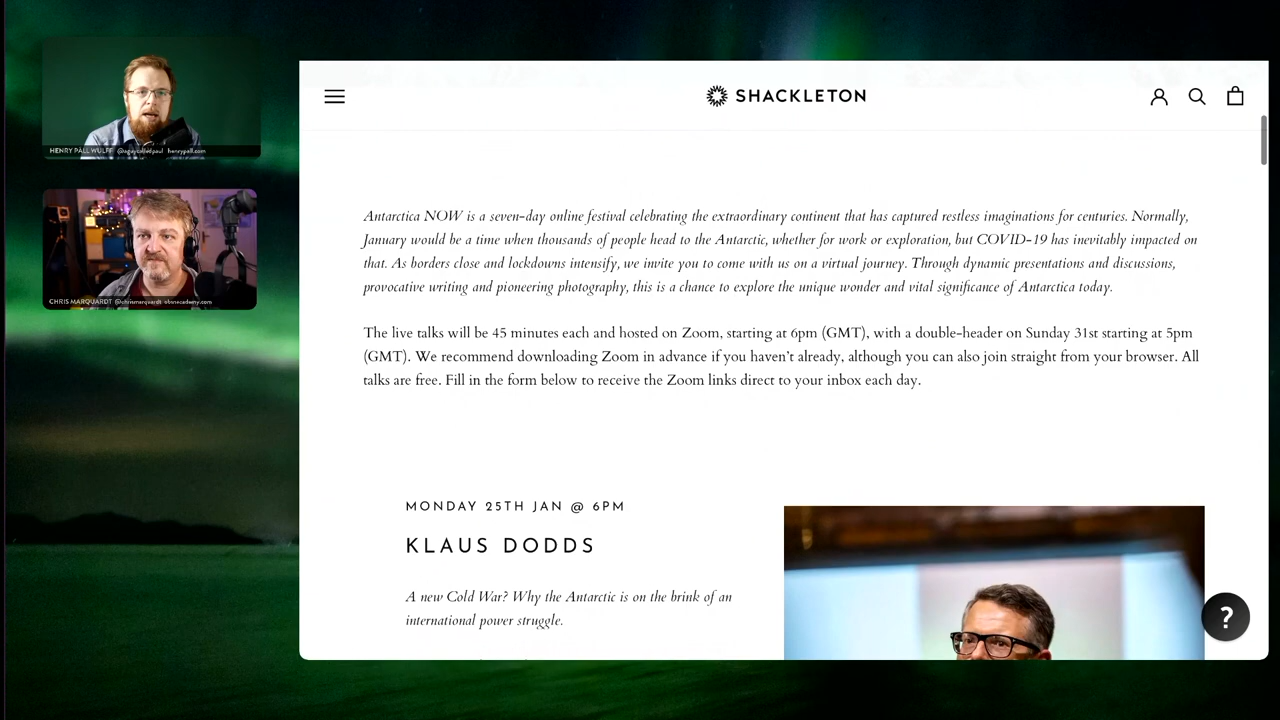 HENRY PÁLL WULFF @aguycalledpaul henrypall.com
CHRIS MARQUARDT @chrismarquardt
SHACKLETON
Antarctica NOW is a seven-day online festival celebrating the extraordinary continent that has captured restless imaginations for centuries. Normally,
January would be a time when thousands of people head to the Antarctic, whether for work or exploration, but COVID-19 has inevitably impacted on
that. As borders close and lockdowns intensify, we invite you to come with us on a virtual journey. Through dynamic presentations and discussions,
provocative writing and pioneering photography, this is a chance to explore the unique wonder and vital significance of Antarctica today.
The live talks will be 45 minutes each and hosted on Zoom, starting at 6pm (GMT), with a double-header on Sunday 31st starting at 5pm
(GMT). We recommend downloading Zoom in advance if you haven't already, although you can also join straight from your browser. All
talks are free. Fill in the form below to receive the Zoom links direct to your inbox each day.
MONDAY 25TH JAN @ 6PM
KLAUS DODDS
A new Cold War? Why the Antarctic is on the brink of an
international power struggle.
?